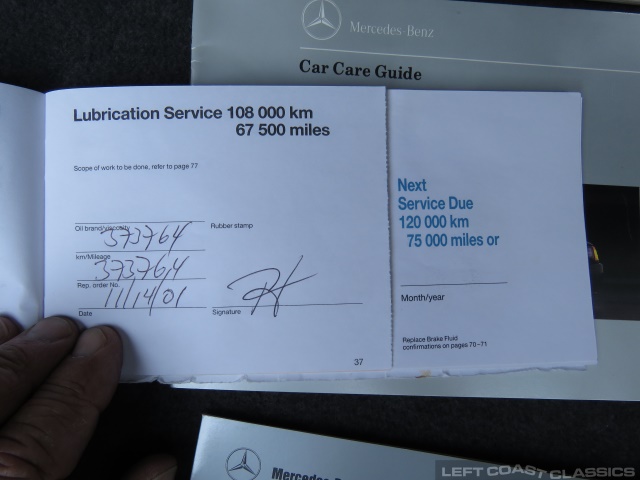 Mercedes-Benz
Car Care Guide
Lubrication Service 108 000 km
67 500 miles
Scope of work to be done, refer to page 77
Oil brand/viscosity
373764
Rubber stamp
km/Mileage
373764
Rep. order No.
11/14/01
Date
Signature
37
Next
Service Due
120 000 km
75 000 miles or
Month/year
Replace Brake Fluid
confirmations on pages 70–71
Mercedes-B
LEFT COAST CLASSICS